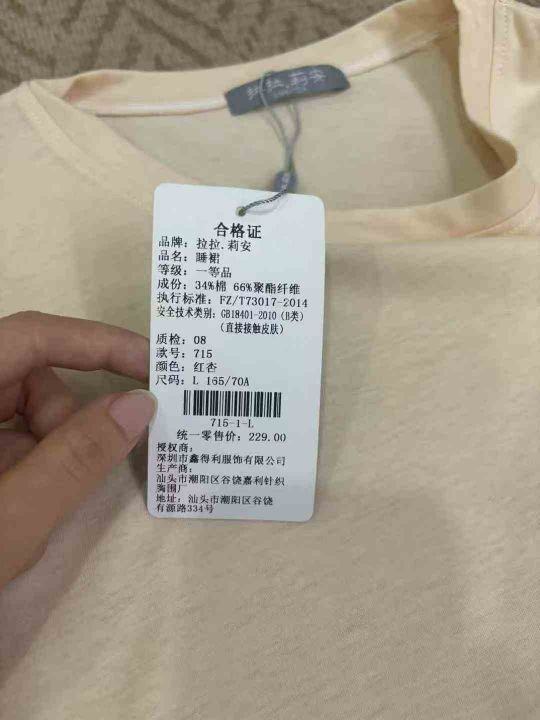 拉拉.莉安
合格证
品牌：拉拉.莉安
品名：睡裙
等级：一等品
成份：34%棉 66%聚酯纤维
执行标准：FZ/T73017-2014
安全技术类别：GB18401-2010（B类）
（直接接触皮肤）
质检：08
款号：715
颜色：红杏
尺码：L 165/70A
715-1-L
统一零售价：229.00
授权商：
深圳市鑫得利服饰有限公司
生产商：
汕头市潮阳区谷饶嘉利针织
胸围厂
地址：汕头市潮阳区谷饶
有源路334号